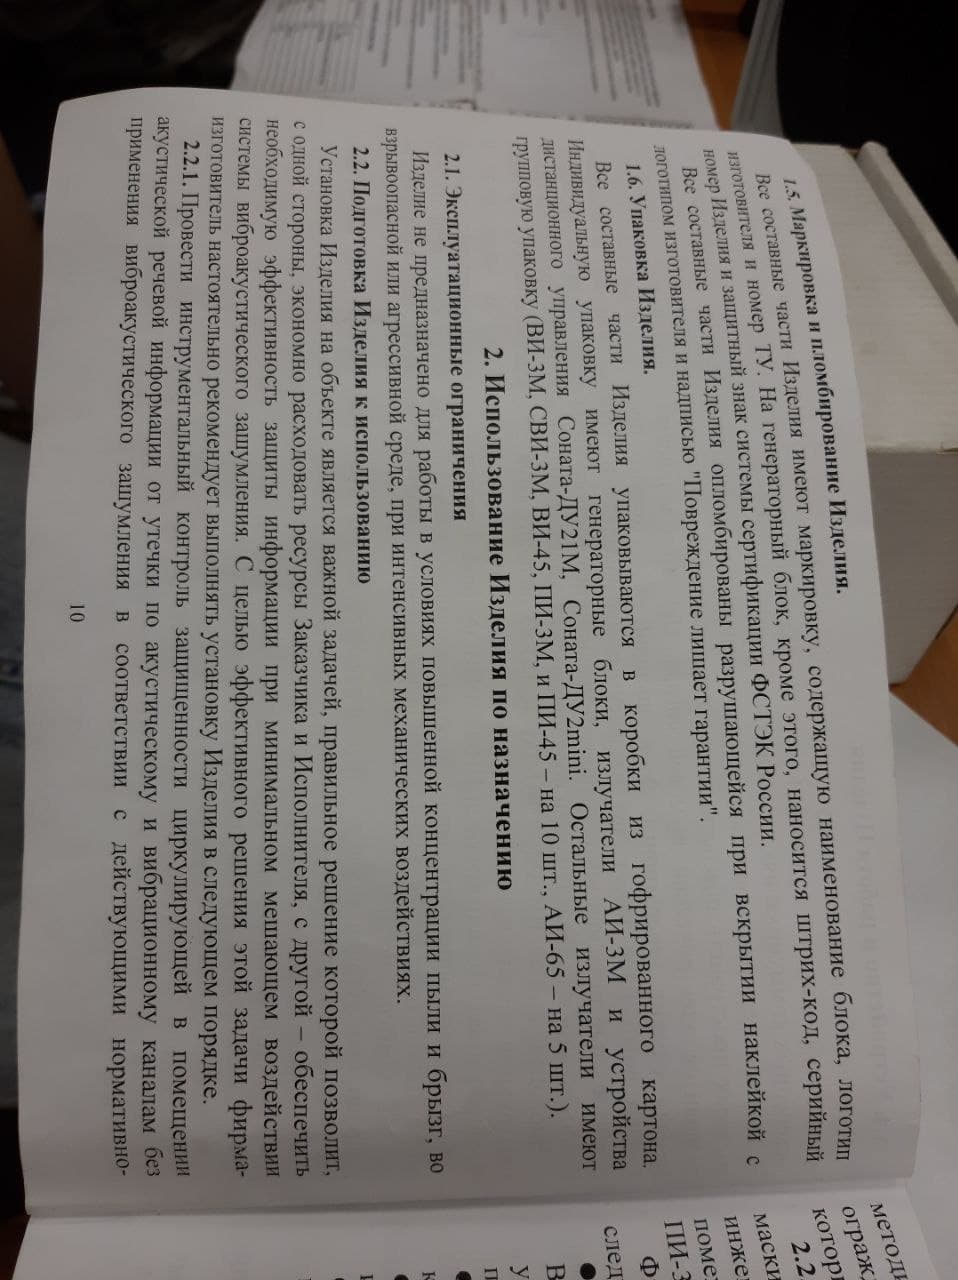 1.5. Маркировка и пломбирование Изделия.
Все составные части Изделия имеют маркировку, содержащую наименование блока, логотип
изготовителя и номер ТУ. На генераторный блок, кроме этого, наносится штрих-код, серийный
номер Изделия и защитный знак системы сертификации ФСТЭК России.
Все составные части Изделия опломбированы разрушающейся при вскрытии наклейкой с
логотипом изготовителя и надписью "Повреждение лишает гарантии".
1.6. Упаковка Изделия.
Все составные части Изделия упаковываются в коробки из гофрированного картона.
Индивидуальную упаковку имеют генераторные блоки, излучатели АИ-3М и устройства
дистанционного управления Соната-ДУ21М, Соната-ДУ2mini. Остальные излучатели имеют
групповую упаковку (ВИ-3М, СВИ-3М, ВИ-45, ПИ-3М, и ПИ-45 – на 10 шт., АИ-65 – на 5 шт.).
2. Использование Изделия по назначению
2.1. Эксплуатационные ограничения
Изделие не предназначено для работы в условиях повышенной концентрации пыли и брызг, во
взрывоопасной или агрессивной среде, при интенсивных механических воздействиях.
2.2. Подготовка Изделия к использованию
Установка Изделия на объекте является важной задачей, правильное решение которой позволит,
с одной стороны, экономно расходовать ресурсы Заказчика и Исполнителя, с другой – обеспечить
необходимую эффективность защиты информации при минимальном мешающем воздействии
системы виброакустического зашумления. С целью эффективного решения этой задачи фирма-
изготовитель настоятельно рекомендует выполнять установку Изделия в следующем порядке.
2.2.1. Провести инструментальный контроль защищенности циркулирующей в помещении
акустической речевой информации от утечки по акустическому и вибрационному каналам без
применения виброакустического зашумления в соответствии с действующими нормативно-
10
методи
огражд
котор
2.2
маски
инже
помещ
ПИ-3
Ф
след